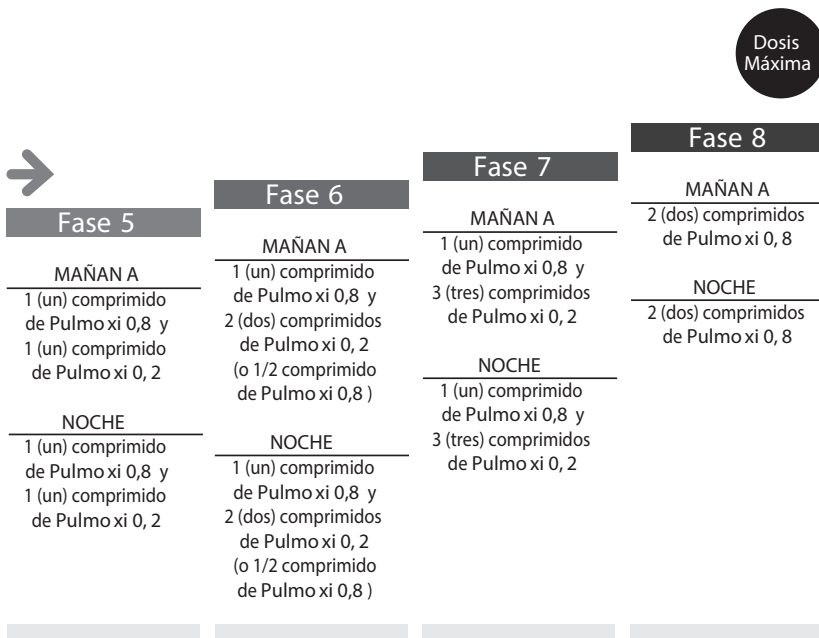 Dosis
Máxima
Fase 5
MAÑAN A
1 (un) comprimido
de Pulmo xi 0,8 y
1 (un) comprimido
de Pulmo xi 0, 2
NOCHE
1 (un) comprimido
de Pulmo xi 0,8 y
1 (un) comprimido
de Pulmo xi 0, 2
Fase 6
MAÑAN A
1 (un) comprimido
de Pulmo xi 0,8 y
2 (dos) comprimidos
de Pulmo xi 0, 2
(o 1/2 comprimido
de Pulmo xi 0,8 )
NOCHE
1 (un) comprimido
de Pulmo xi 0,8 y
2 (dos) comprimidos
de Pulmo xi 0, 2
(o 1/2 comprimido
de Pulmo xi 0,8 )
Fase 7
MAÑAN A
1 (un) comprimido
de Pulmo xi 0,8 y
3 (tres) comprimidos
de Pulmo xi 0, 2
NOCHE
1 (un) comprimido
de Pulmo xi 0,8 y
3 (tres) comprimidos
de Pulmo xi 0, 2
Fase 8
MAÑAN A
2 (dos) comprimidos
de Pulmo xi 0, 8
NOCHE
2 (dos) comprimidos
de Pulmo xi 0, 8